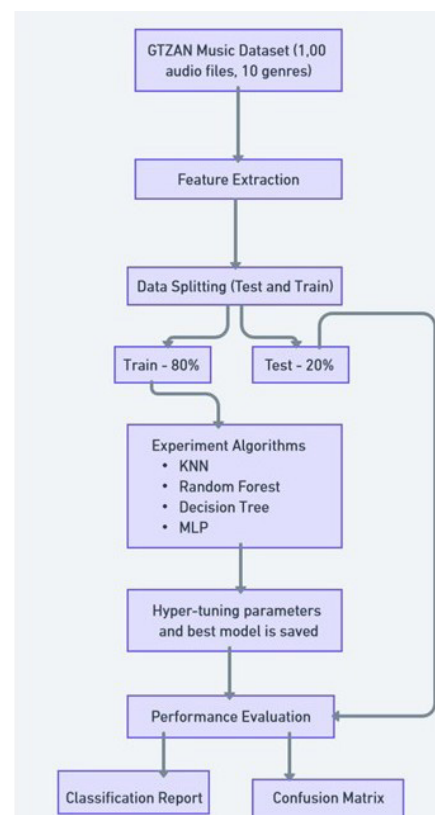 GTZAN Music Dataset (1,00
audio files, 10 genres)
Feature Extraction
Data Splitting (Test and Train)
Train - 80%
Test - 20%
Experiment Algorithms
• KNN
• Random Forest
• Decision Tree
• MLP
Hyper-tuning parameters
and best model is saved
Performance Evaluation
Classification Report
Confusion Matrix